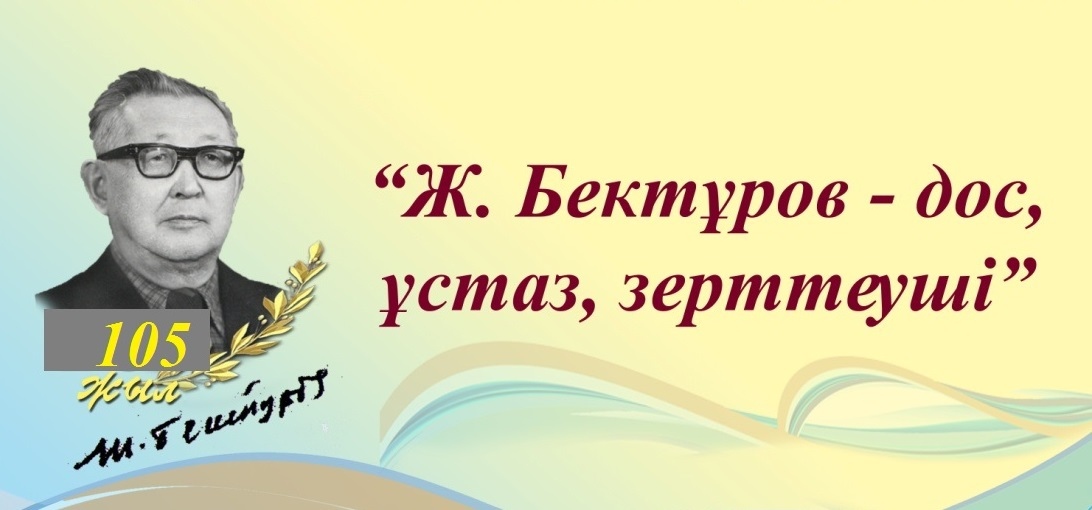 “Ж. Бектұров - дос,
ұстаз, зерттеуші”
105
жыл